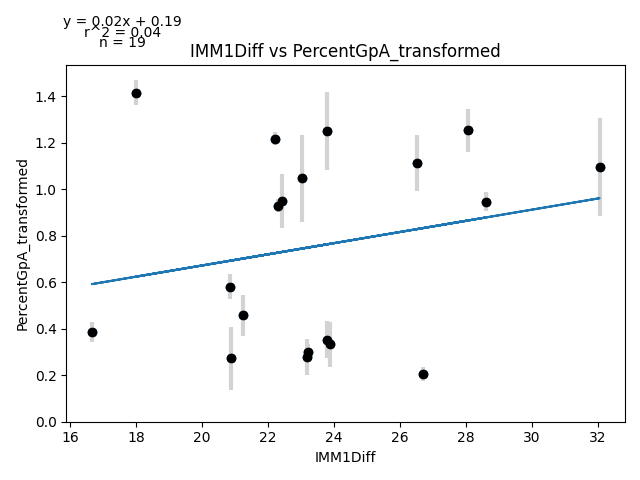 y = 0.02x + 0.19
r^2 = 0.04
n = 19
IMM1Diff vs PercentGpA_transformed
PercentGpA_transformed
1.4
1.2
1.0
0.8
0.6
0.4
0.2
0.0
16 18 20 22 24 26 28 30 32
IMM1Diff